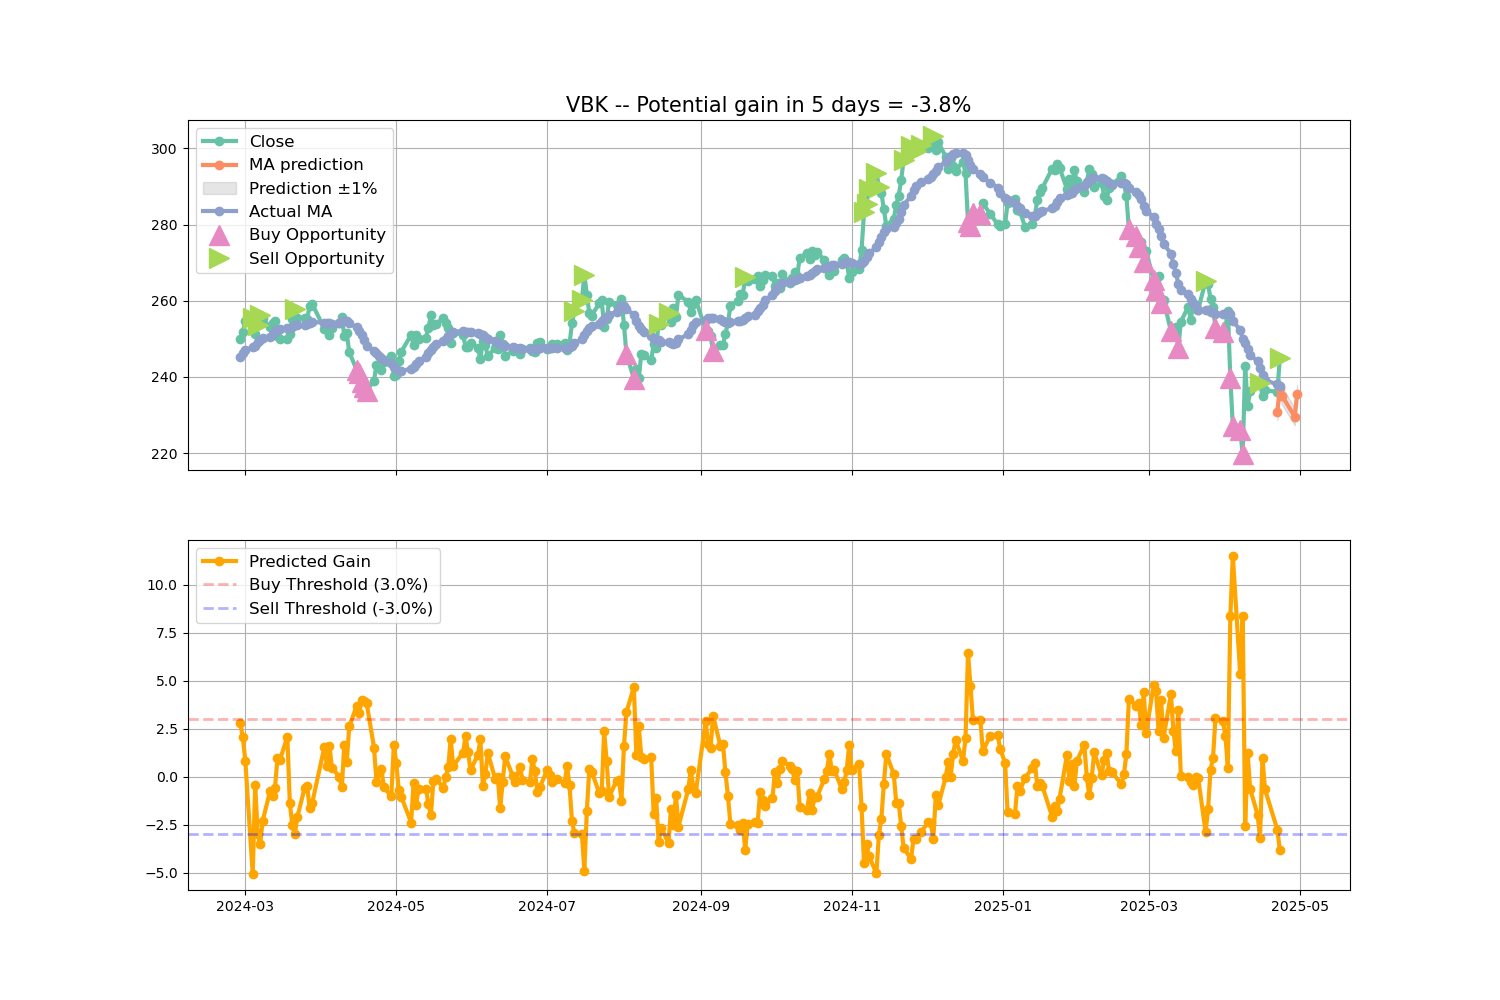 VBK -- Potential gain in 5 days = -3.8%
Close
MA prediction
Prediction ±1%
Actual MA
Buy Opportunity
Sell Opportunity
300
280
260
240
220
Predicted Gain
Buy Threshold (3.0%)
Sell Threshold (-3.0%)
10.0
7.5
5.0
2.5
0.0
−2.5
−5.0
2024-03 2024-05 2024-07 2024-09 2024-11 2025-01 2025-03 2025-05